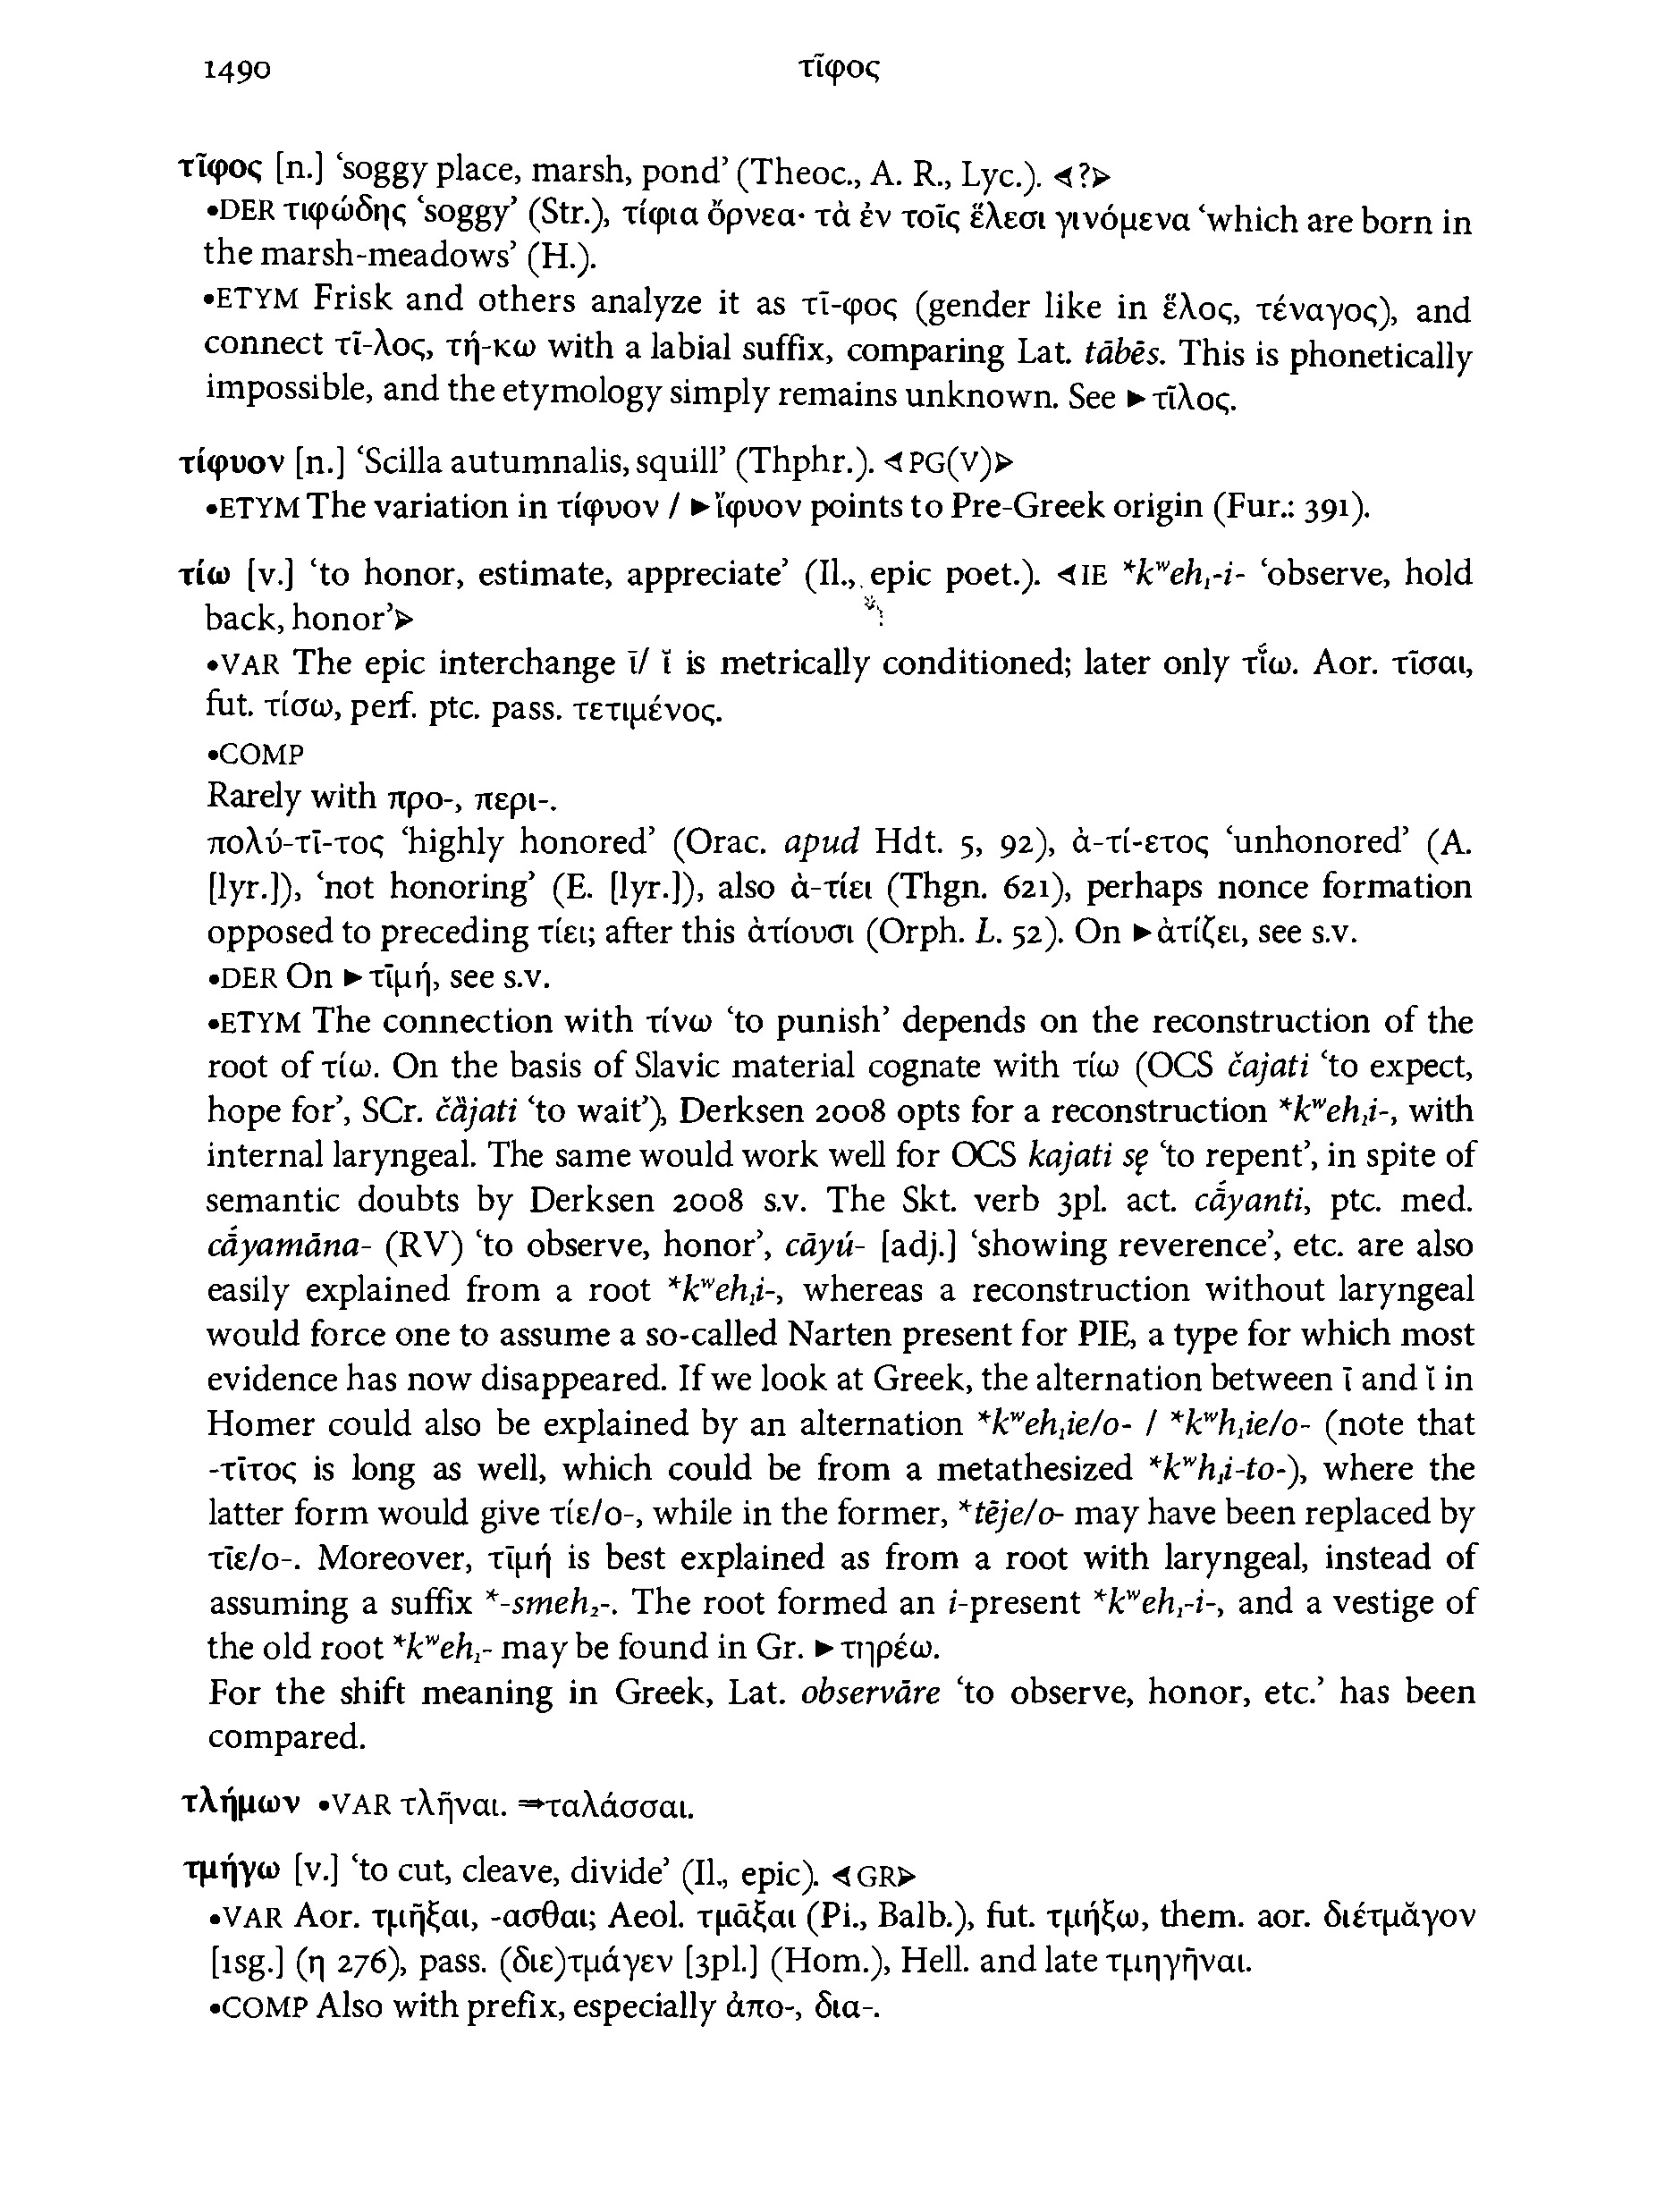 1490 τῖφος
τῖφος [n.] ‘soggy place, marsh, pond’ (Theoc., A. R., Lyc.). ◁?▷
•DER τιφώδης ‘soggy’ (Str.), τίφια ὄρνεα· τὰ ἐν τοῖς ἕλεσι γινόμενα ‘which are born in
the marsh-meadows’ (H.).
•ETYM Frisk and others analyze it as τῖ-φος (gender like in ἕλος, τέναγος), and
connect τῖ-λος, τή-κω with a labial suffix, comparing Lat. tābēs. This is phonetically
impossible, and the etymology simply remains unknown. See ►τῖλος.
τίφυον [n.] ‘Scilla autumnalis, squill’ (Thphr.). ◁PG(V)▷
•ETYM The variation in τίφυον / ►ἴφυον points to Pre-Greek origin (Fur.: 391).
τίω [v.] ‘to honor, estimate, appreciate’ (Il., epic poet.). ◁IE *kʷeh₁-i- ‘observe, hold
back, honor’▷
•VAR The epic interchange ῑ/ ῐ is metrically conditioned; later only τῑ́ω. Aor. τῖσαι,
fut. τίσω, perf. ptc. pass. τετιμένος.
•COMP
Rarely with προ-, περι-.
πολύ-τῑ-τος ‘highly honored’ (Orac. apud Hdt. 5, 92), ἀ-τί-ετος ‘unhonored’ (A.
[lyr.]), ‘not honoring’ (E. [lyr.]), also ἀ-τίει (Thgn. 621), perhaps nonce formation
opposed to preceding τίει; after this ἀτίουσι (Orph. L. 52). On ►ἀτίζει, see s.v.
•DER On ►τῑμή, see s.v.
•ETYM The connection with τίνω ‘to punish’ depends on the reconstruction of the
root of τίω. On the basis of Slavic material cognate with τίω (OCS čajati ‘to expect,
hope for’, SCr. čȁjati ‘to wait’), Derksen 2008 opts for a reconstruction *kʷeh₁i-, with
internal laryngeal. The same would work well for OCS kajati sę ‘to repent’, in spite of
semantic doubts by Derksen 2008 s.v. The Skt. verb 3pl. act. cā́yanti, ptc. med.
cā́yamāna- (RV) ‘to observe, honor’, cāyú- [adj.] ‘showing reverence’, etc. are also
easily explained from a root *kʷeh₁i-, whereas a reconstruction without laryngeal
would force one to assume a so-called Narten present for PIE, a type for which most
evidence has now disappeared. If we look at Greek, the alternation between ῑ and ῐ in
Homer could also be explained by an alternation *kʷeh₁ie/o- / *kʷh₁ie/o- (note that
-τῑτος is long as well, which could be from a metathesized *kʷh₁i-to-), where the
latter form would give τίε/ο-, while in the former, *tēje/o- may have been replaced by
τῑε/ο-. Moreover, τῑμή is best explained as from a root with laryngeal, instead of
assuming a suffix *-smeh₂-. The root formed an i-present *kʷeh₁-i-, and a vestige of
the old root *kʷeh₁- may be found in Gr. ►τηρέω.
For the shift meaning in Greek, Lat. observāre ‘to observe, honor, etc.’ has been
compared.
τλήμων •VAR τλῆναι. ⇒ταλάσσαι.
τμήγω [v.] ‘to cut, cleave, divide’ (Il., epic). ◁GR▷
•VAR Aor. τμῆξαι, -ασθαι; Aeol. τμᾶξαι (Pi., Balb.), fut. τμήξω, them. aor. διέτμᾰγον
[1sg.] (η 276), pass. (διε)τμάγεν [3pl.] (Hom.), Hell. and late τμηγῆναι.
•COMP Also with prefix, especially ἀπο-, δια-.